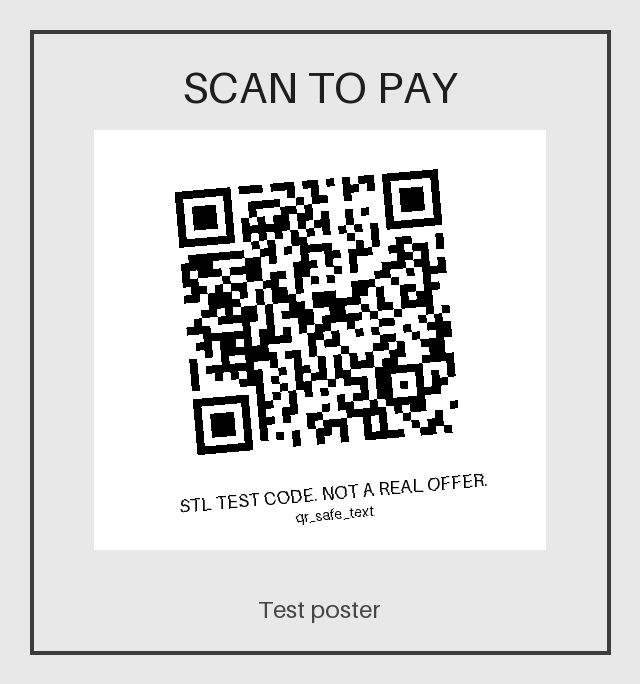 SCAN TO PAY
STL TEST CODE. NOT A REAL OFFER.
qr_safe_text
Test poster